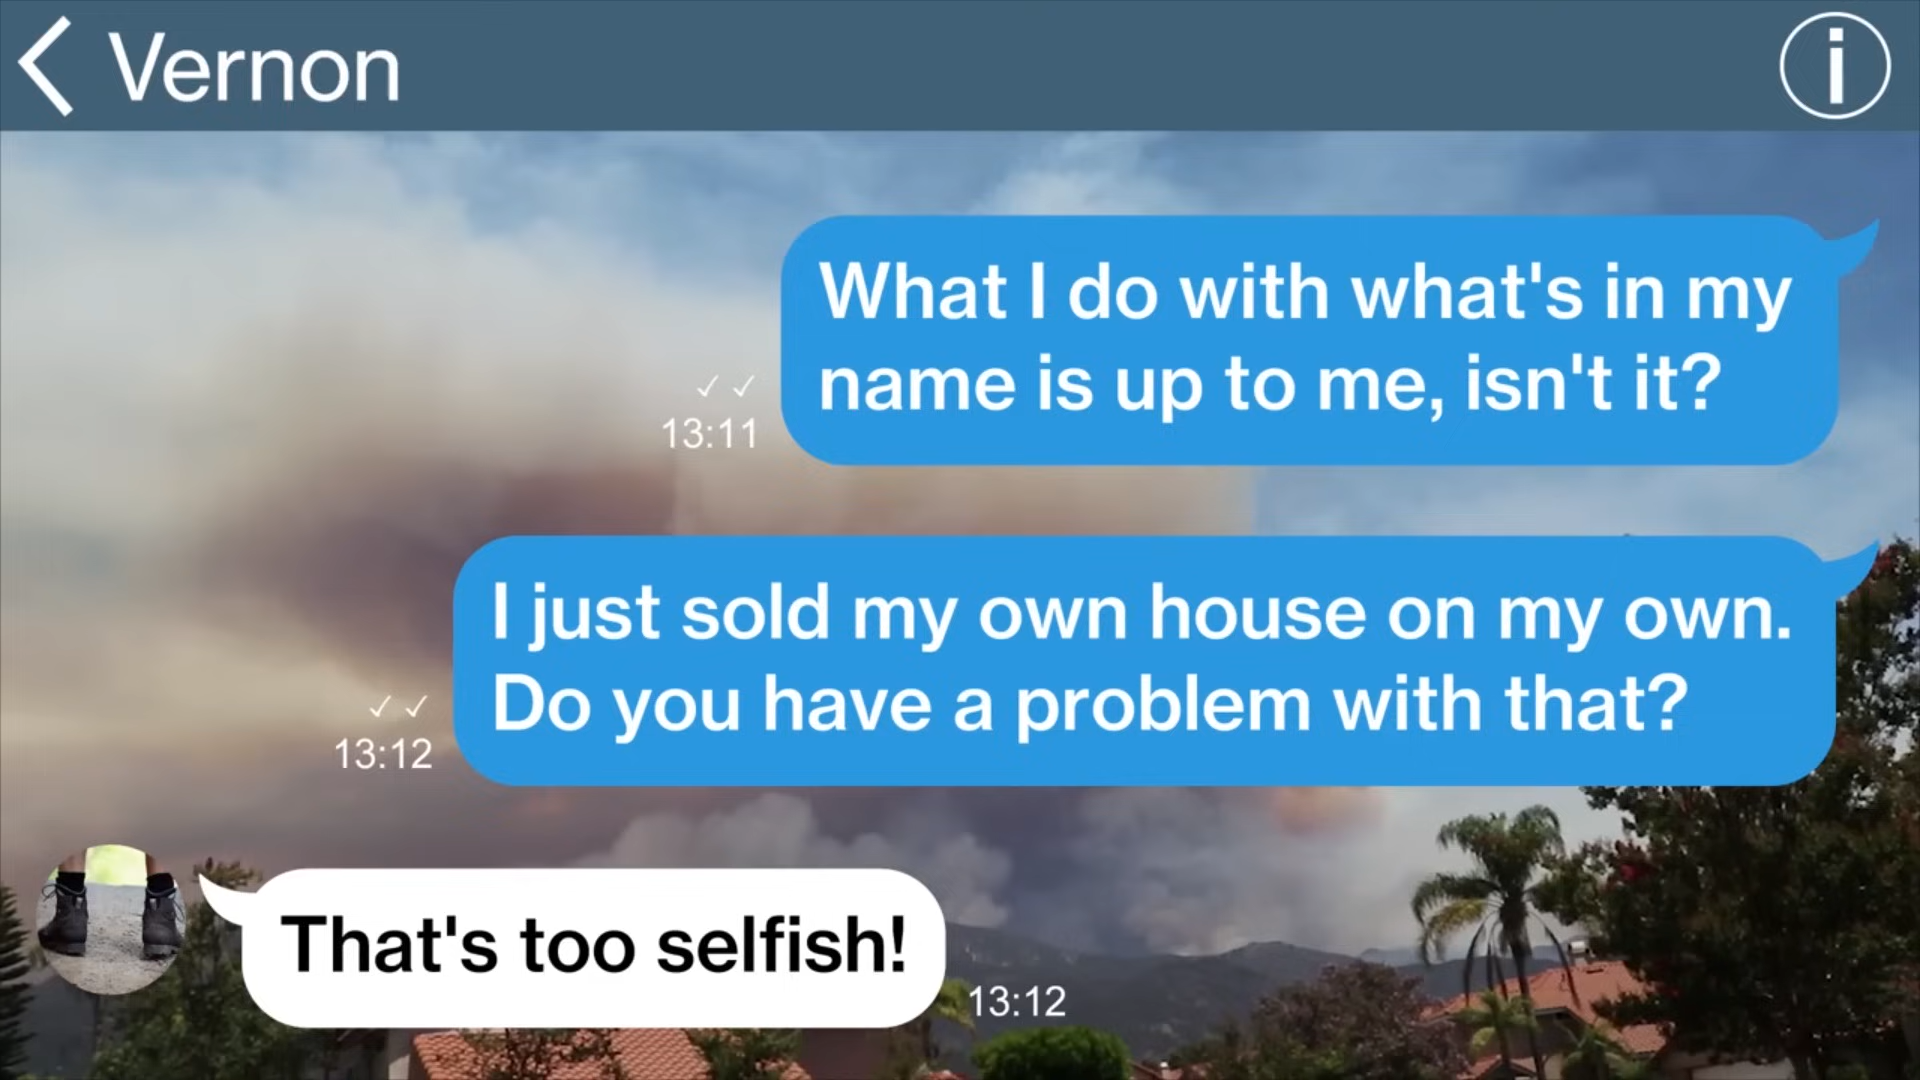 Vernon
i
What I do with what's in my
name is up to me, isn't it?
13:11
I just sold my own house on my own.
Do you have a problem with that?
13:12
That's too selfish!
13:12